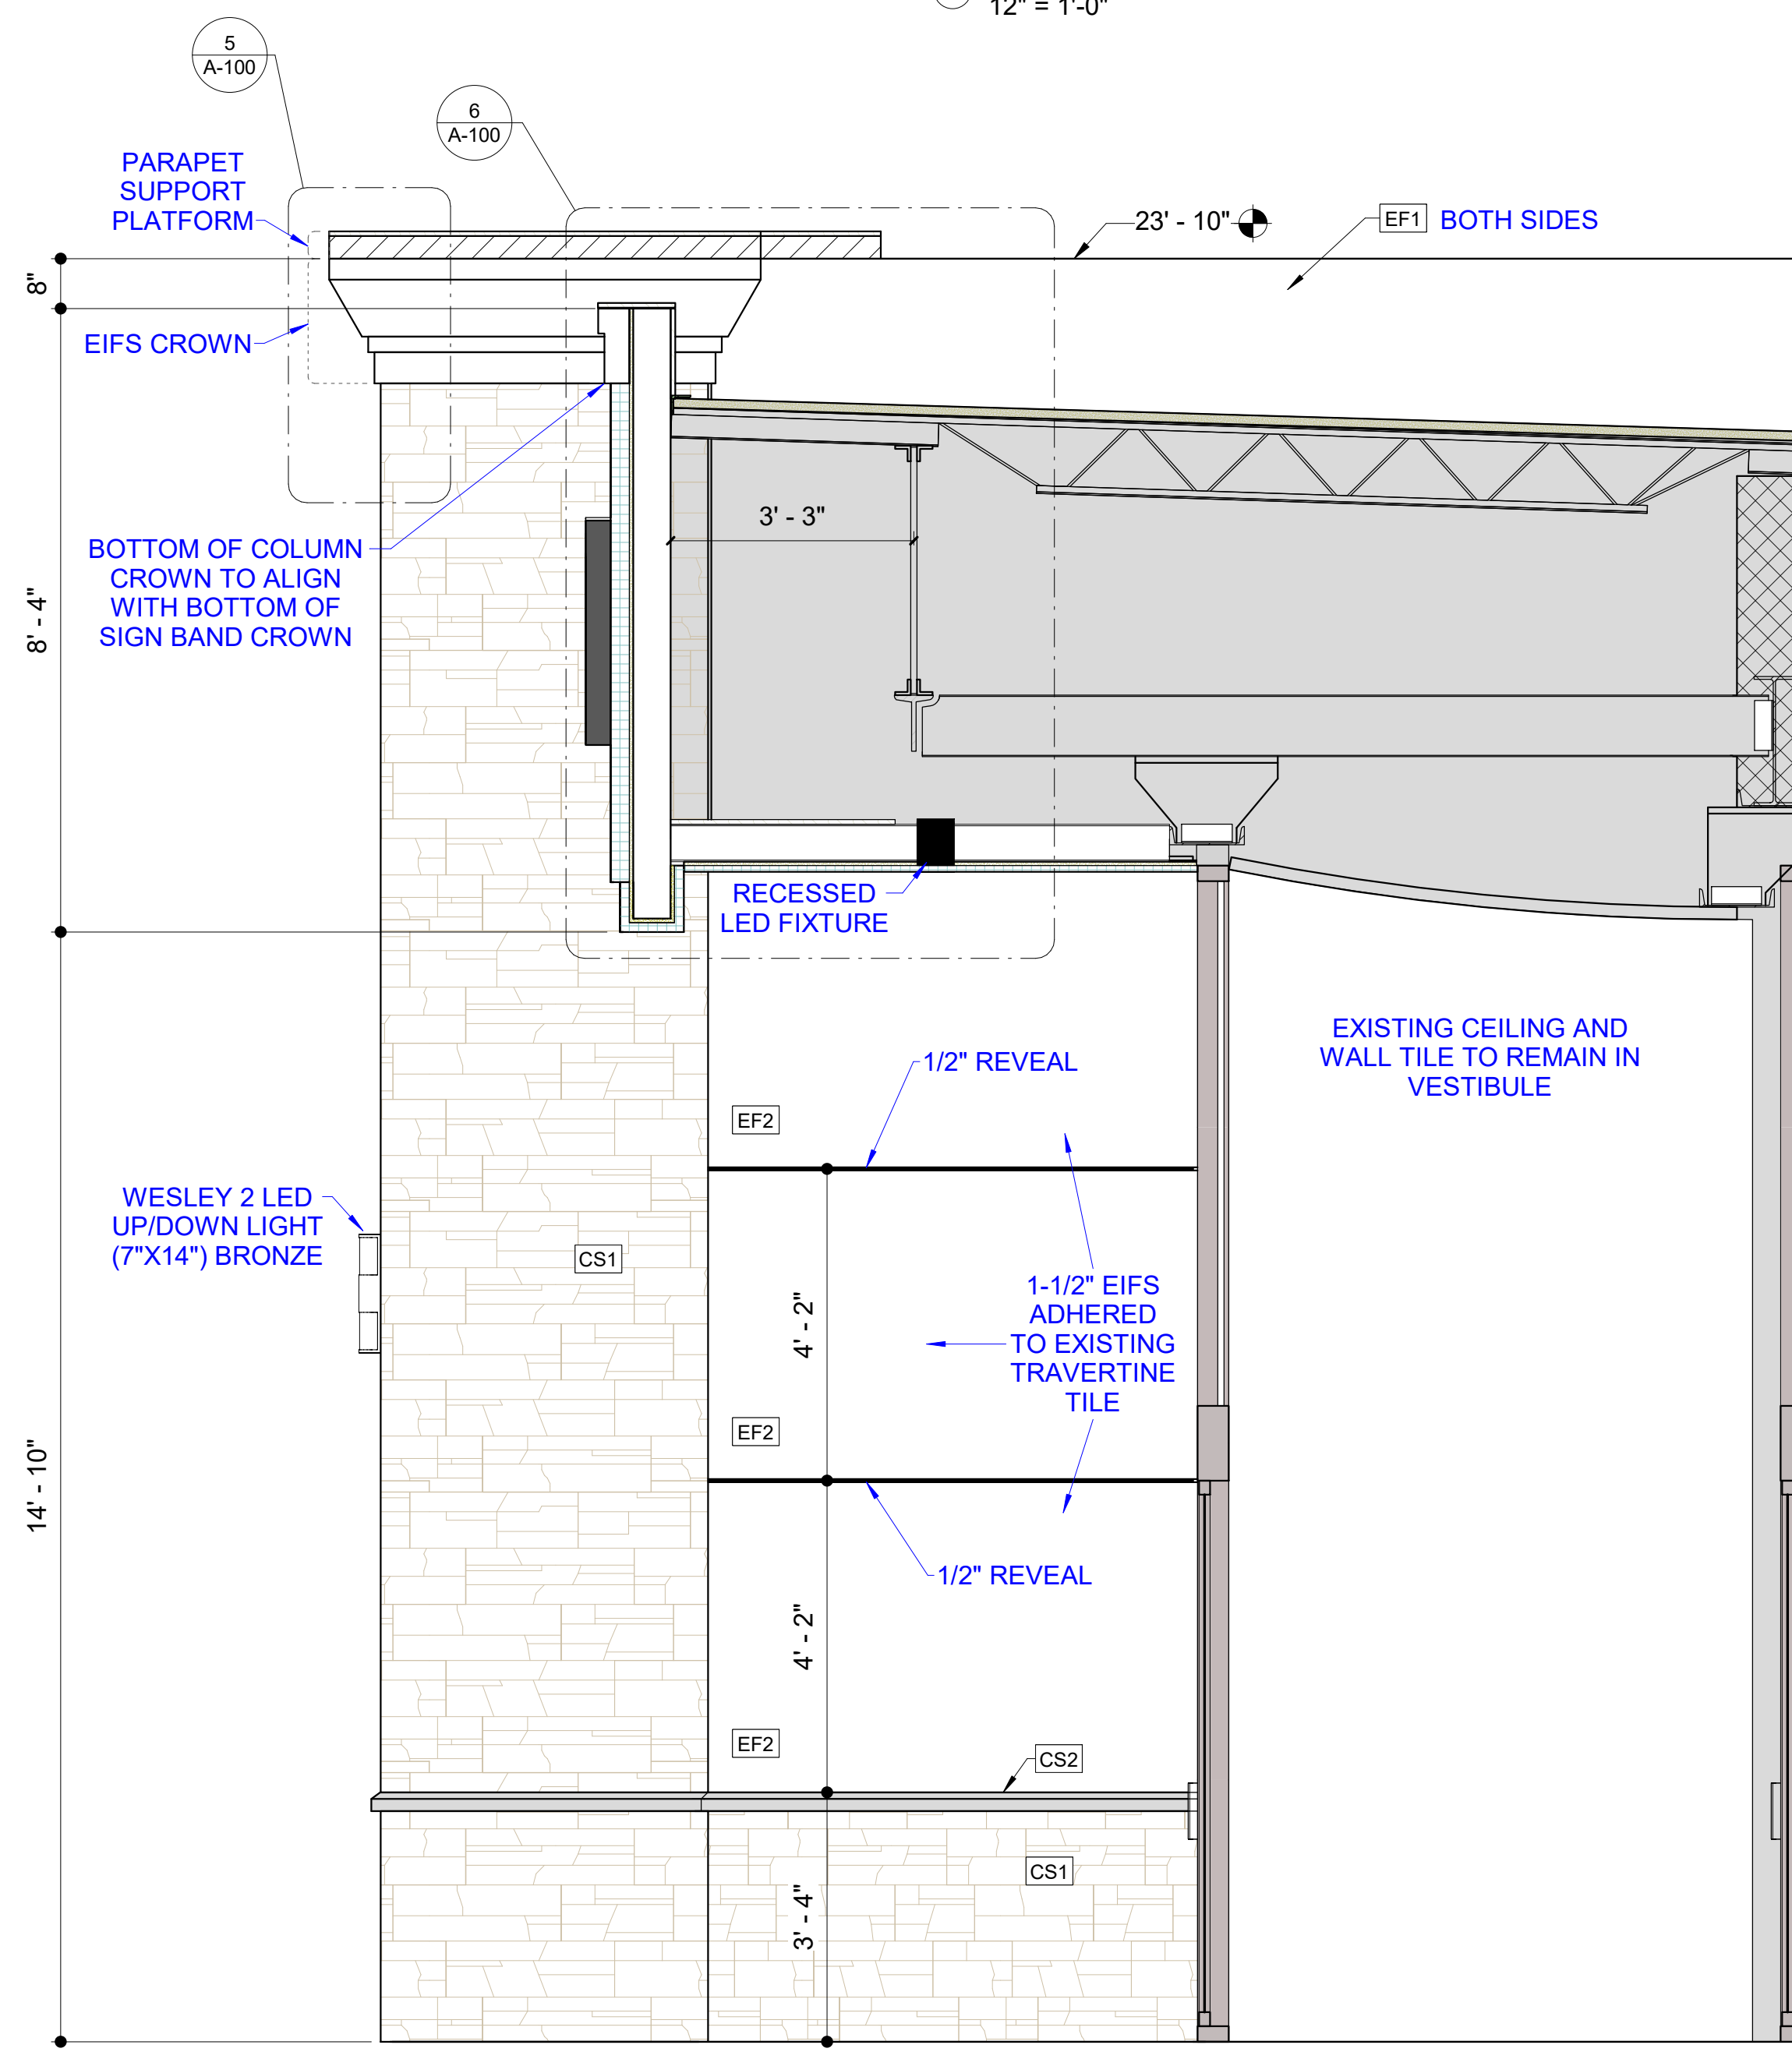 12" = 1'-0"
5
A-100
6
A-100
PARAPET
SUPPORT
PLATFORM
23' - 10"
EF1 BOTH SIDES
8"
EIFS CROWN
3' - 3"
BOTTOM OF COLUMN
CROWN TO ALIGN
WITH BOTTOM OF
SIGN BAND CROWN
8' - 4"
RECESSED
LED FIXTURE
EXISTING CEILING AND
WALL TILE TO REMAIN IN
VESTIBULE
1/2" REVEAL
EF2
WESLEY 2 LED
UP/DOWN LIGHT
(7"X14") BRONZE
CS1
1-1/2" EIFS
ADHERED
TO EXISTING
TRAVERTINE
TILE
4' - 2"
EF2
14' - 10"
1/2" REVEAL
4' - 2"
EF2
CS2
CS1
3' - 4"